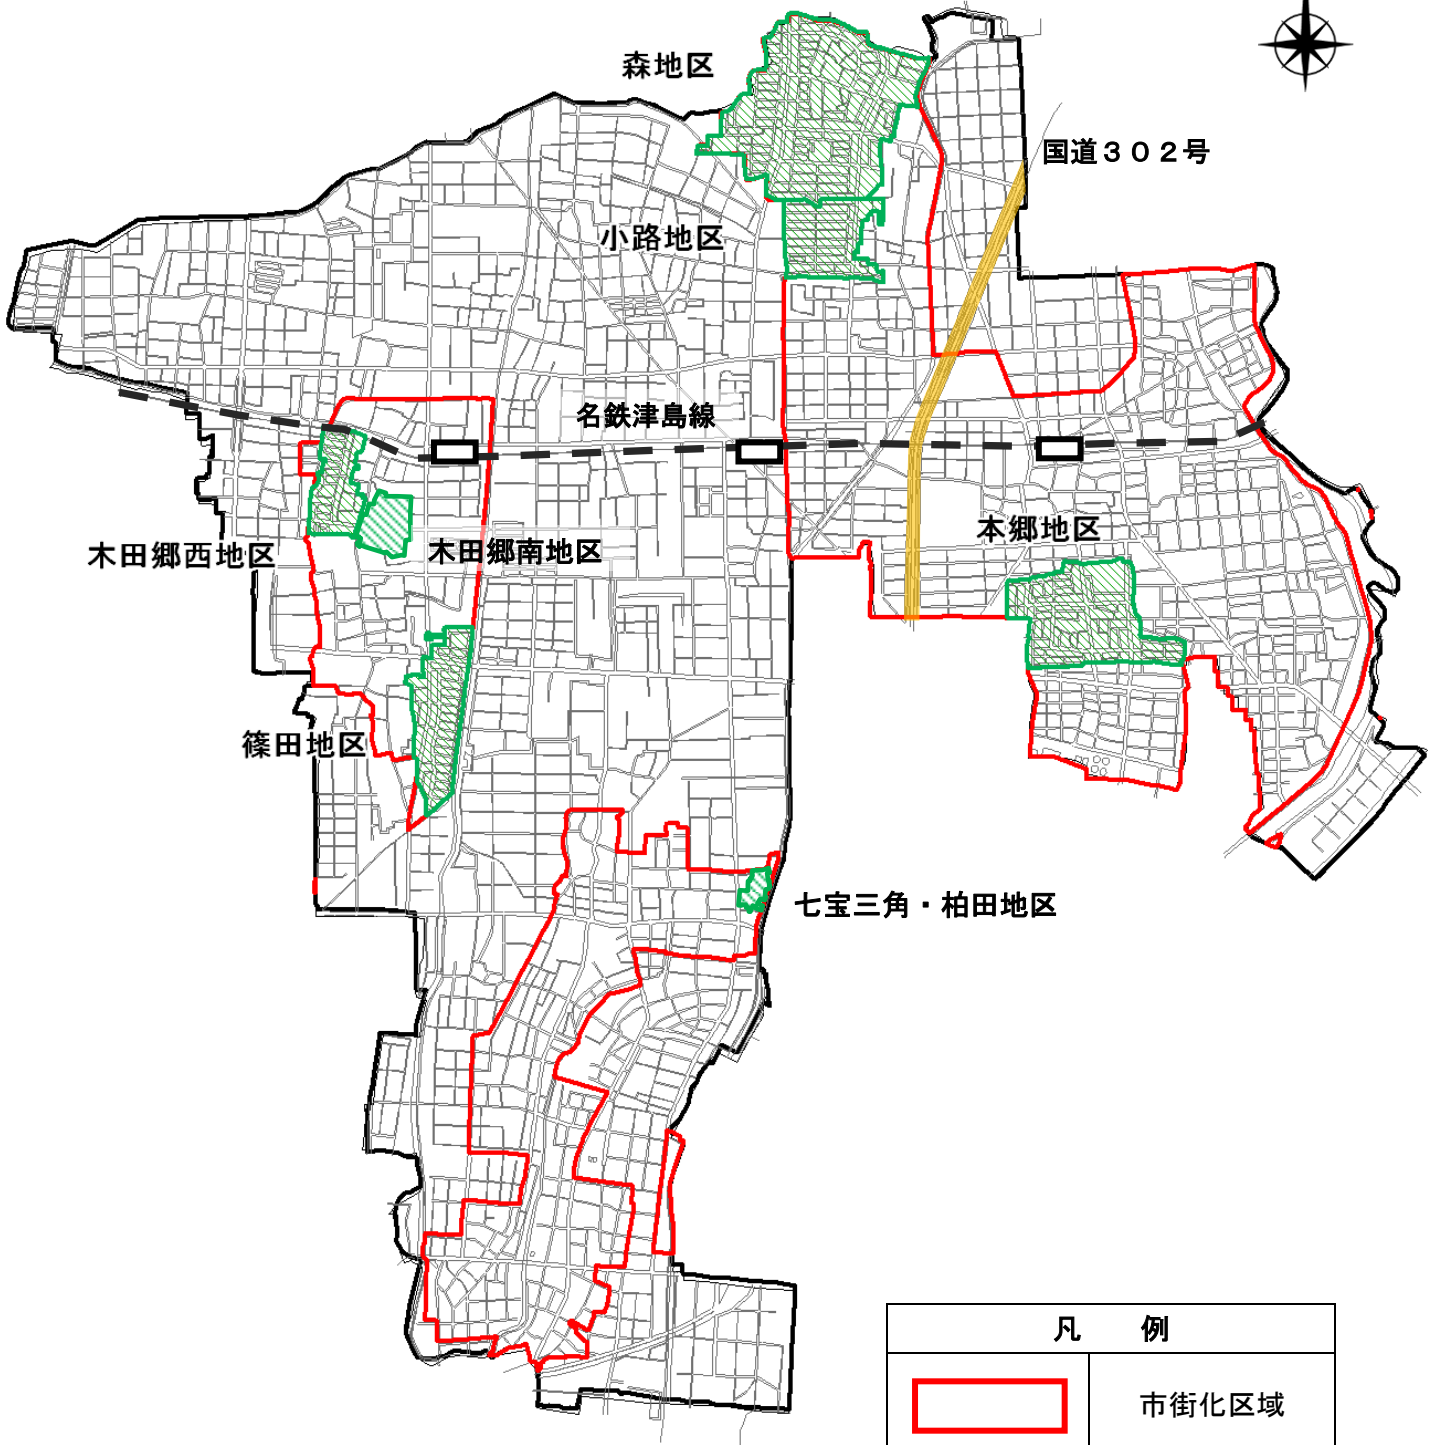 森地区
国道３０２号
小路地区
名鉄津島線
本郷地区
木田郷西地区
木田郷南地区
篠田地区
七宝三角・柏田地区
凡　例
市街化区域